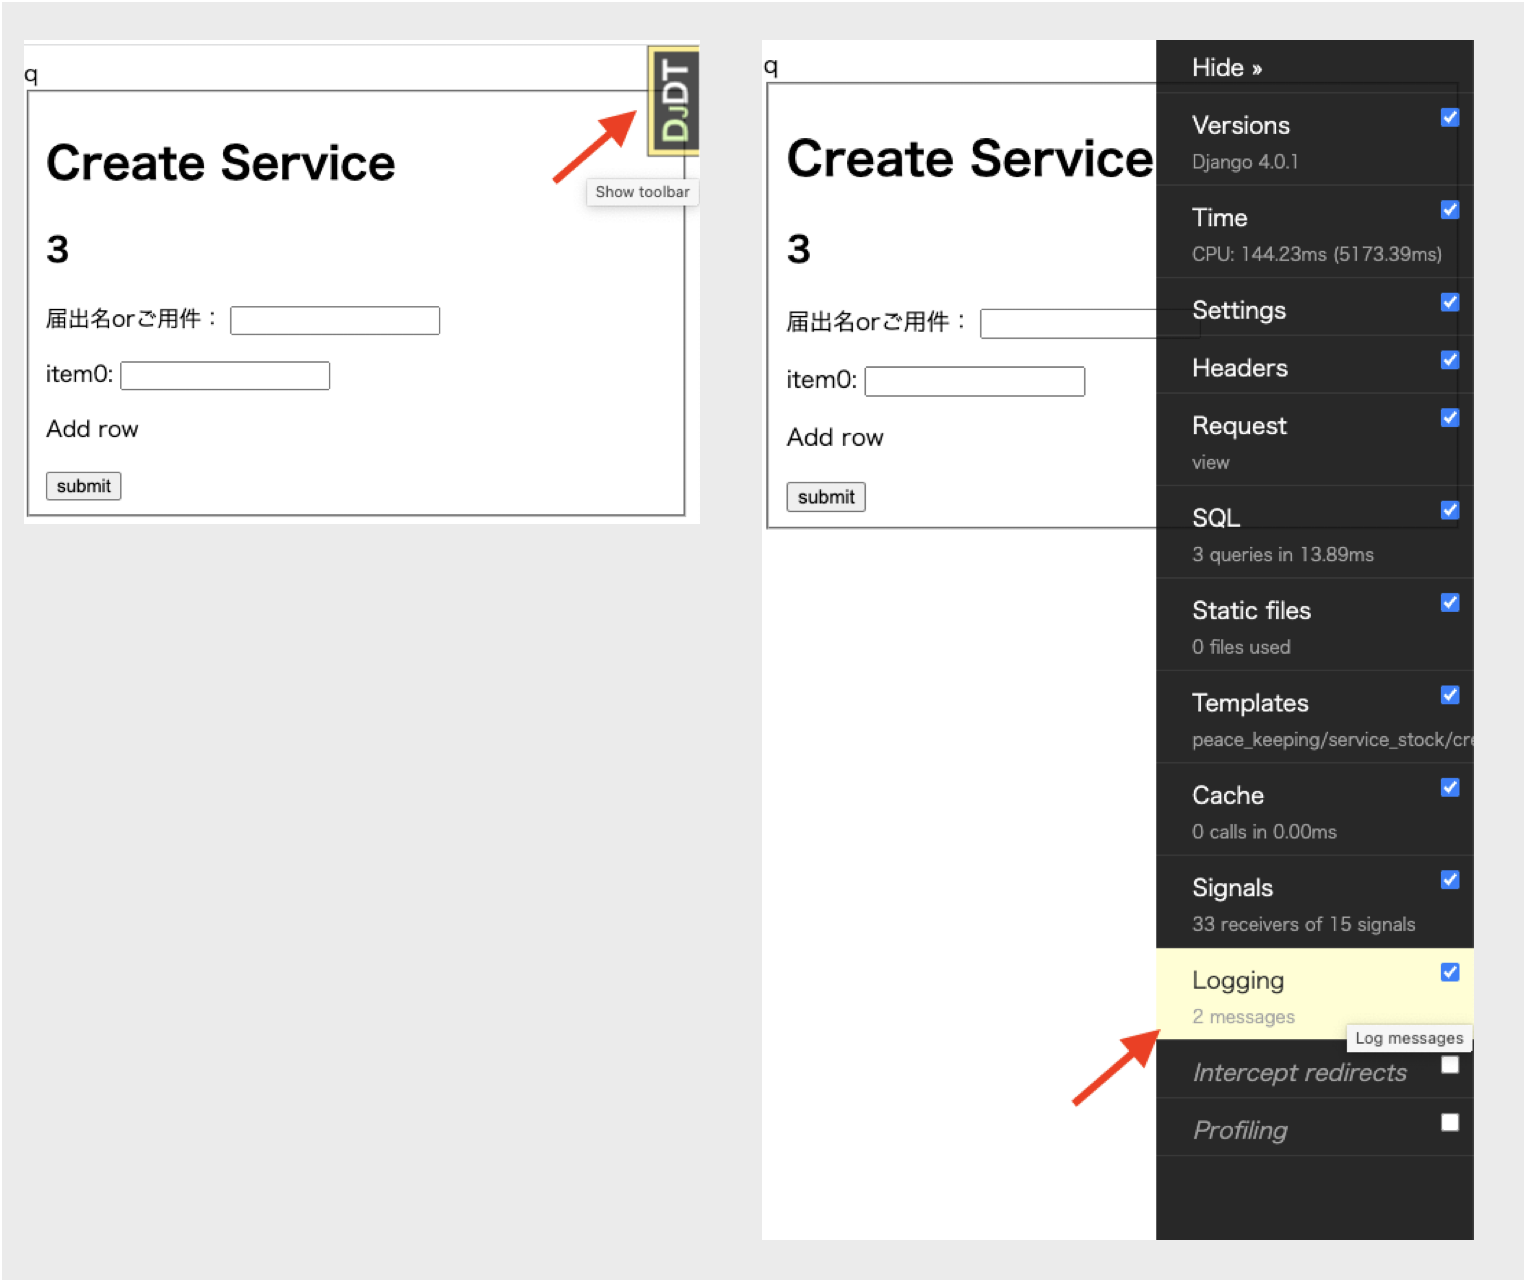 q
DJDT
Create Service
Show toolbar
3
届出名orご用件：
item0:
Add row
submit
q
Create Service
3
届出名orご用件：
item0:
Add row
submit
Hide »
Versions
Django 4.0.1
Time
CPU: 144.23ms (5173.39ms)
Settings
Headers
Request
view
SQL
3 queries in 13.89ms
Static files
0 files used
Templates
peace_keeping/service_stock/cre
Cache
0 calls in 0.00ms
Signals
33 receivers of 15 signals
Logging
2 messages
Log messages
Intercept redirects
Profiling